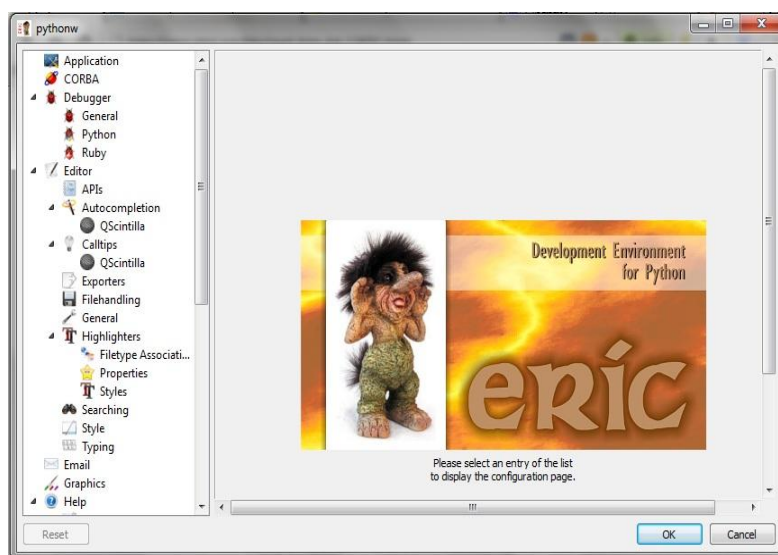 pythonw
Application
CORBA
Debugger
General
Python
Ruby
Editor
APIs
Autocompletion
QScintilla
Calltips
QScintilla
Exporters
Filehandling
General
Highlighters
Filetype Associati...
Properties
Styles
Searching
Style
Typing
Email
Graphics
Help
Development Environment
for Python
eric
Please select an entry of the list
to display the configuration page.
Reset
OK
Cancel